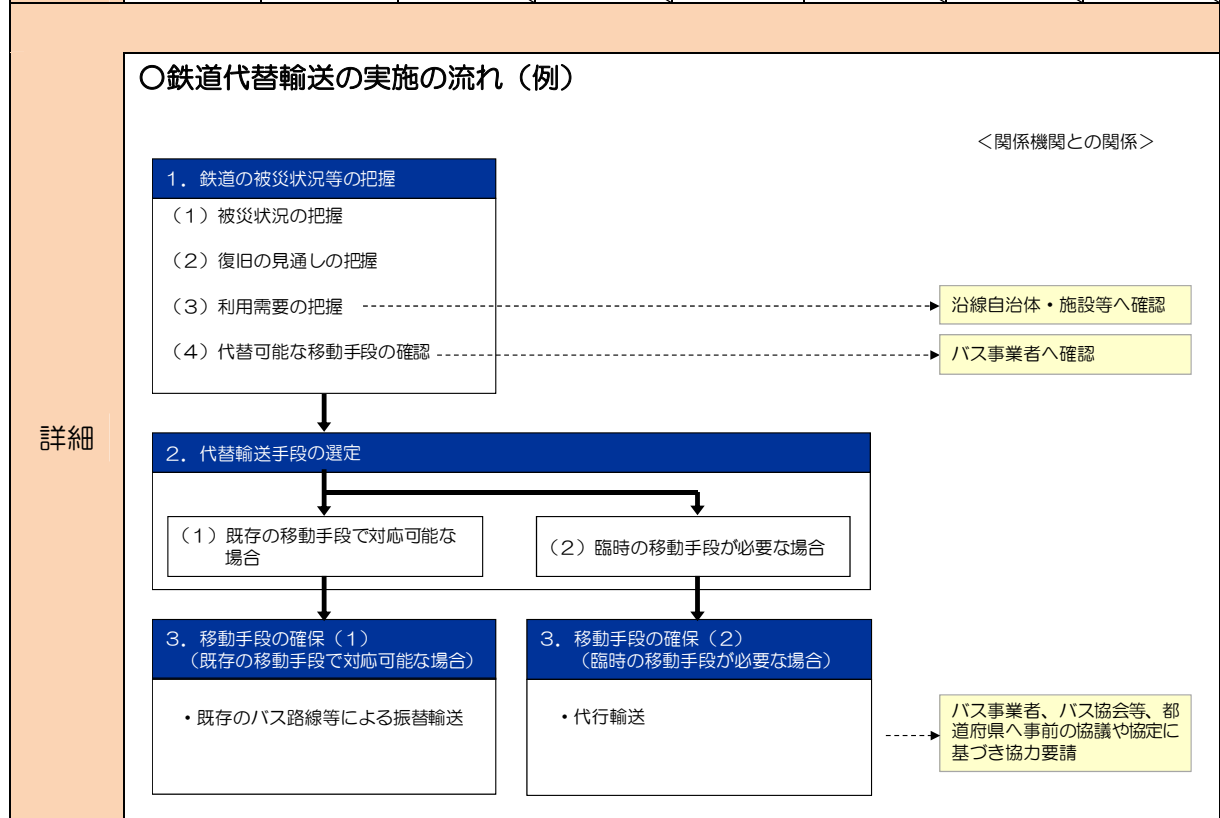 〇鉄道代替輸送の実施の流れ（例）
＜関係機関との関係＞
１．鉄道の被災状況等の把握
（１）被災状況の把握
（２）復旧の見通しの把握
（３）利用需要の把握
沿線自治体・施設等へ確認
（４）代替可能な移動手段の確認
バス事業者へ確認
詳細
２．代替輸送手段の選定
（１）既存の移動手段で対応可能な
場合
（２）臨時の移動手段が必要な場合
３．移動手段の確保（１）
（既存の移動手段で対応可能な場合）
３．移動手段の確保（２）
（臨時の移動手段が必要な場合）
・既存のバス路線等による振替輸送
・代行輸送
バス事業者、バス協会等、都
道府県へ事前の協議や協定に
基づき協力要請